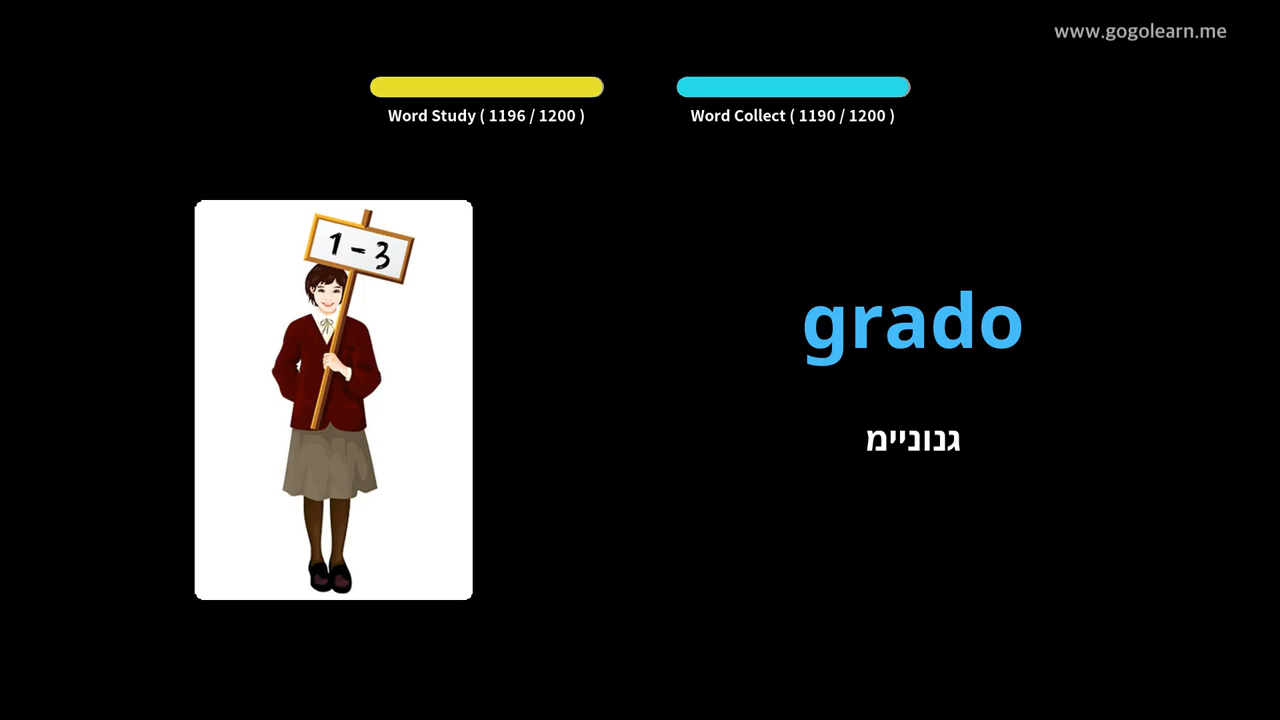 www.gogolearn.me
Word Study ( 1196 / 1200 )
Word Collect ( 1190 / 1200 )
1 - 3
grado
גנוניימ